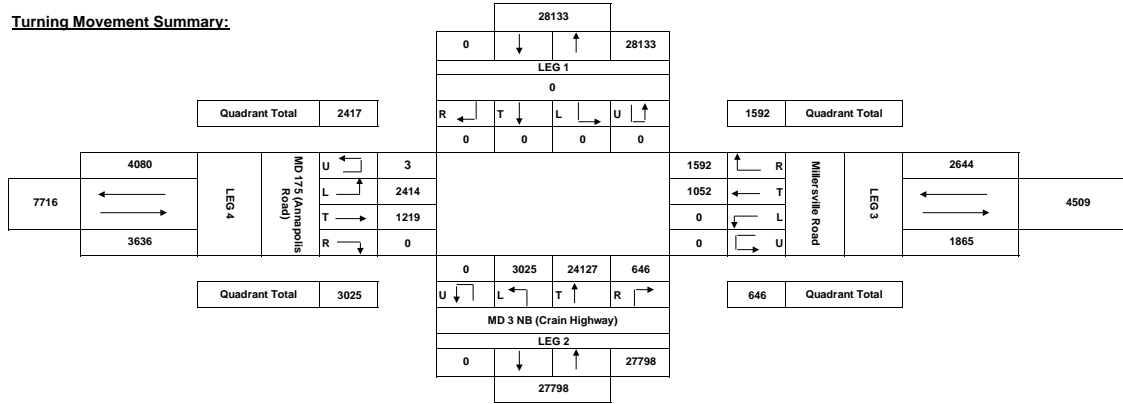 Turning Movement Summary:
28133
0 28133
LEG 1
0
R T L U
0 0 0 0
Quadrant Total 2417
1592 Quadrant Total
7716
4080
3636
LEG 4
MD 175 (Annapolis Road)
U 3
L 2414
T 1219
R 0
1592 R
1052 T
0 L
0 U
Millersville Road
LEG 3
2644
1865
4509
Quadrant Total 3025
646 Quadrant Total
0 3025 24127 646
U L T R
MD 3 NB (Crain Highway)
LEG 2
0 27798
27798